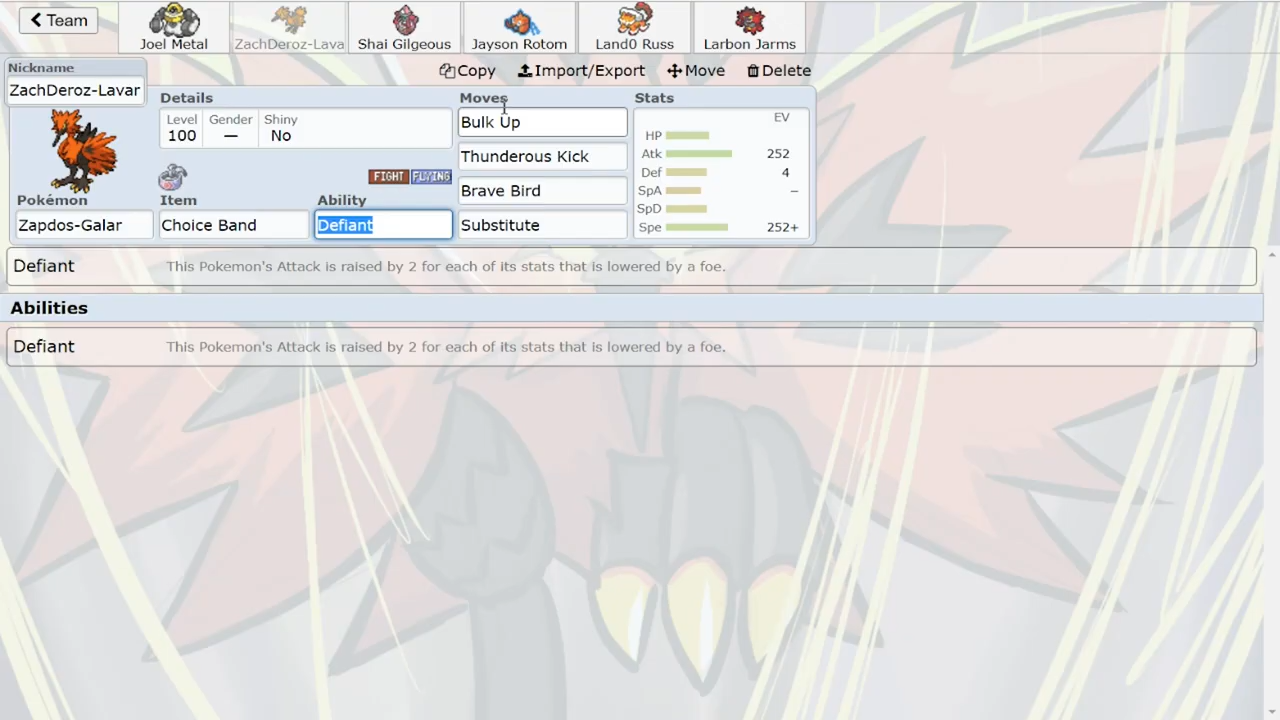 Team
Joel Metal
ZachDeroz-Lava
Shai Gilgeous
Jayson Rotom
Land0 Russ
Larbon Jarms
Copy Import/Export Move Delete
Nickname
ZachDeroz-Lavar
Details
Level Gender Shiny
100 — No
FIGHT FLYING
Pokémon Item Ability
Zapdos-Galar Choice Band Defiant
Moves
Bulk Up
Thunderous Kick
Brave Bird
Substitute
Stats
EV
HP
Atk 252
Def 4
SpA –
SpD
Spe 252+
Defiant This Pokemon's Attack is raised by 2 for each of its stats that is lowered by a foe.
Abilities
Defiant This Pokemon's Attack is raised by 2 for each of its stats that is lowered by a foe.